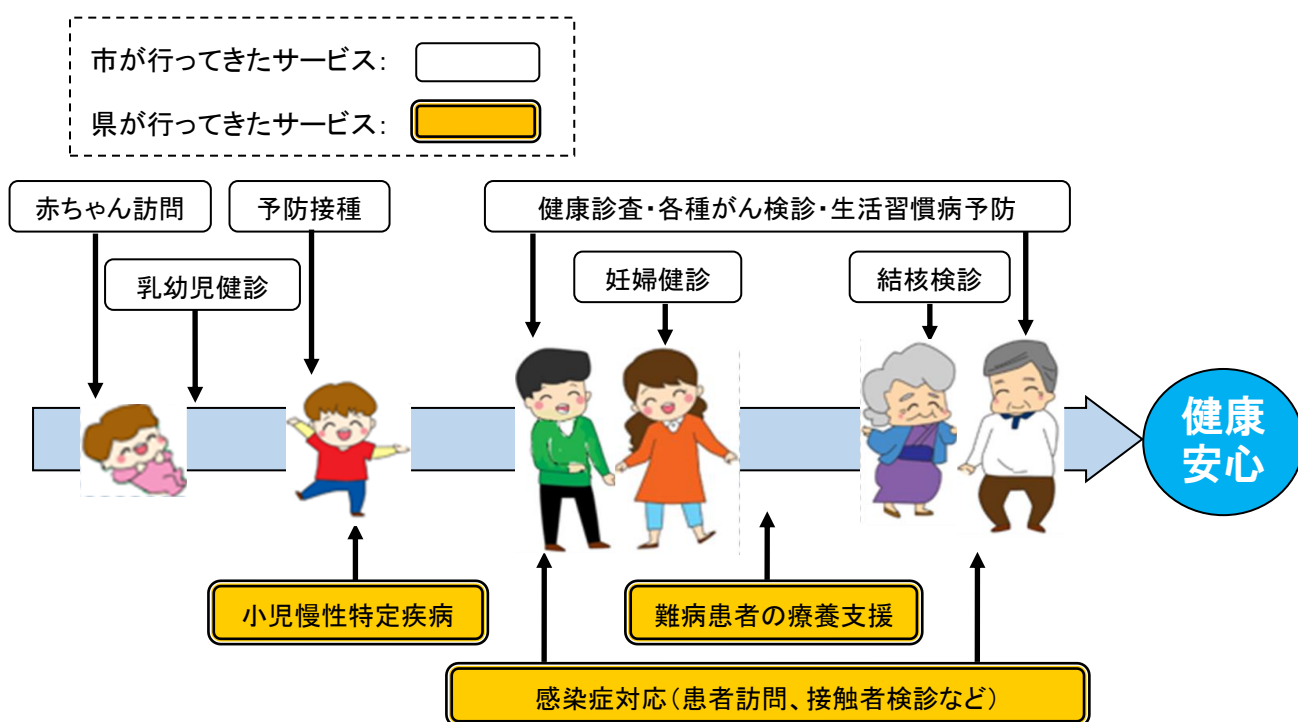 市が行ってきたサービス：
県が行ってきたサービス：
赤ちゃん訪問
予防接種
健康診査・各種がん検診・生活習慣病予防
乳幼児健診
妊婦健診
結核検診
健康
安心
小児慢性特定疾病
難病患者の療養支援
感染症対応（患者訪問、接触者検診など）